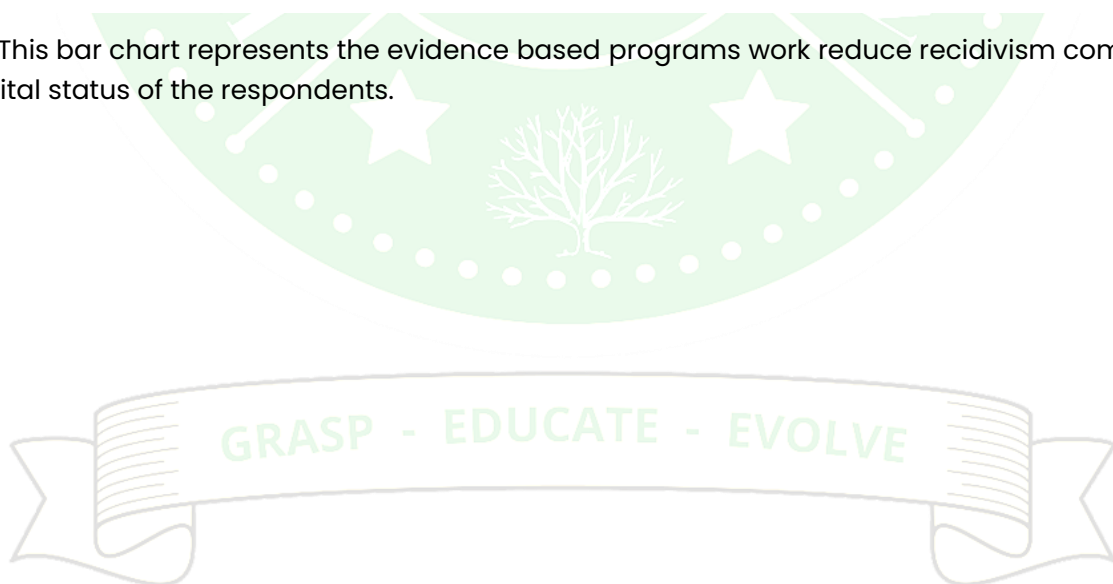 This bar chart represents the evidence based programs work reduce recidivism com
ital status of the respondents.
GRASP - EDUCATE - EVOLVE